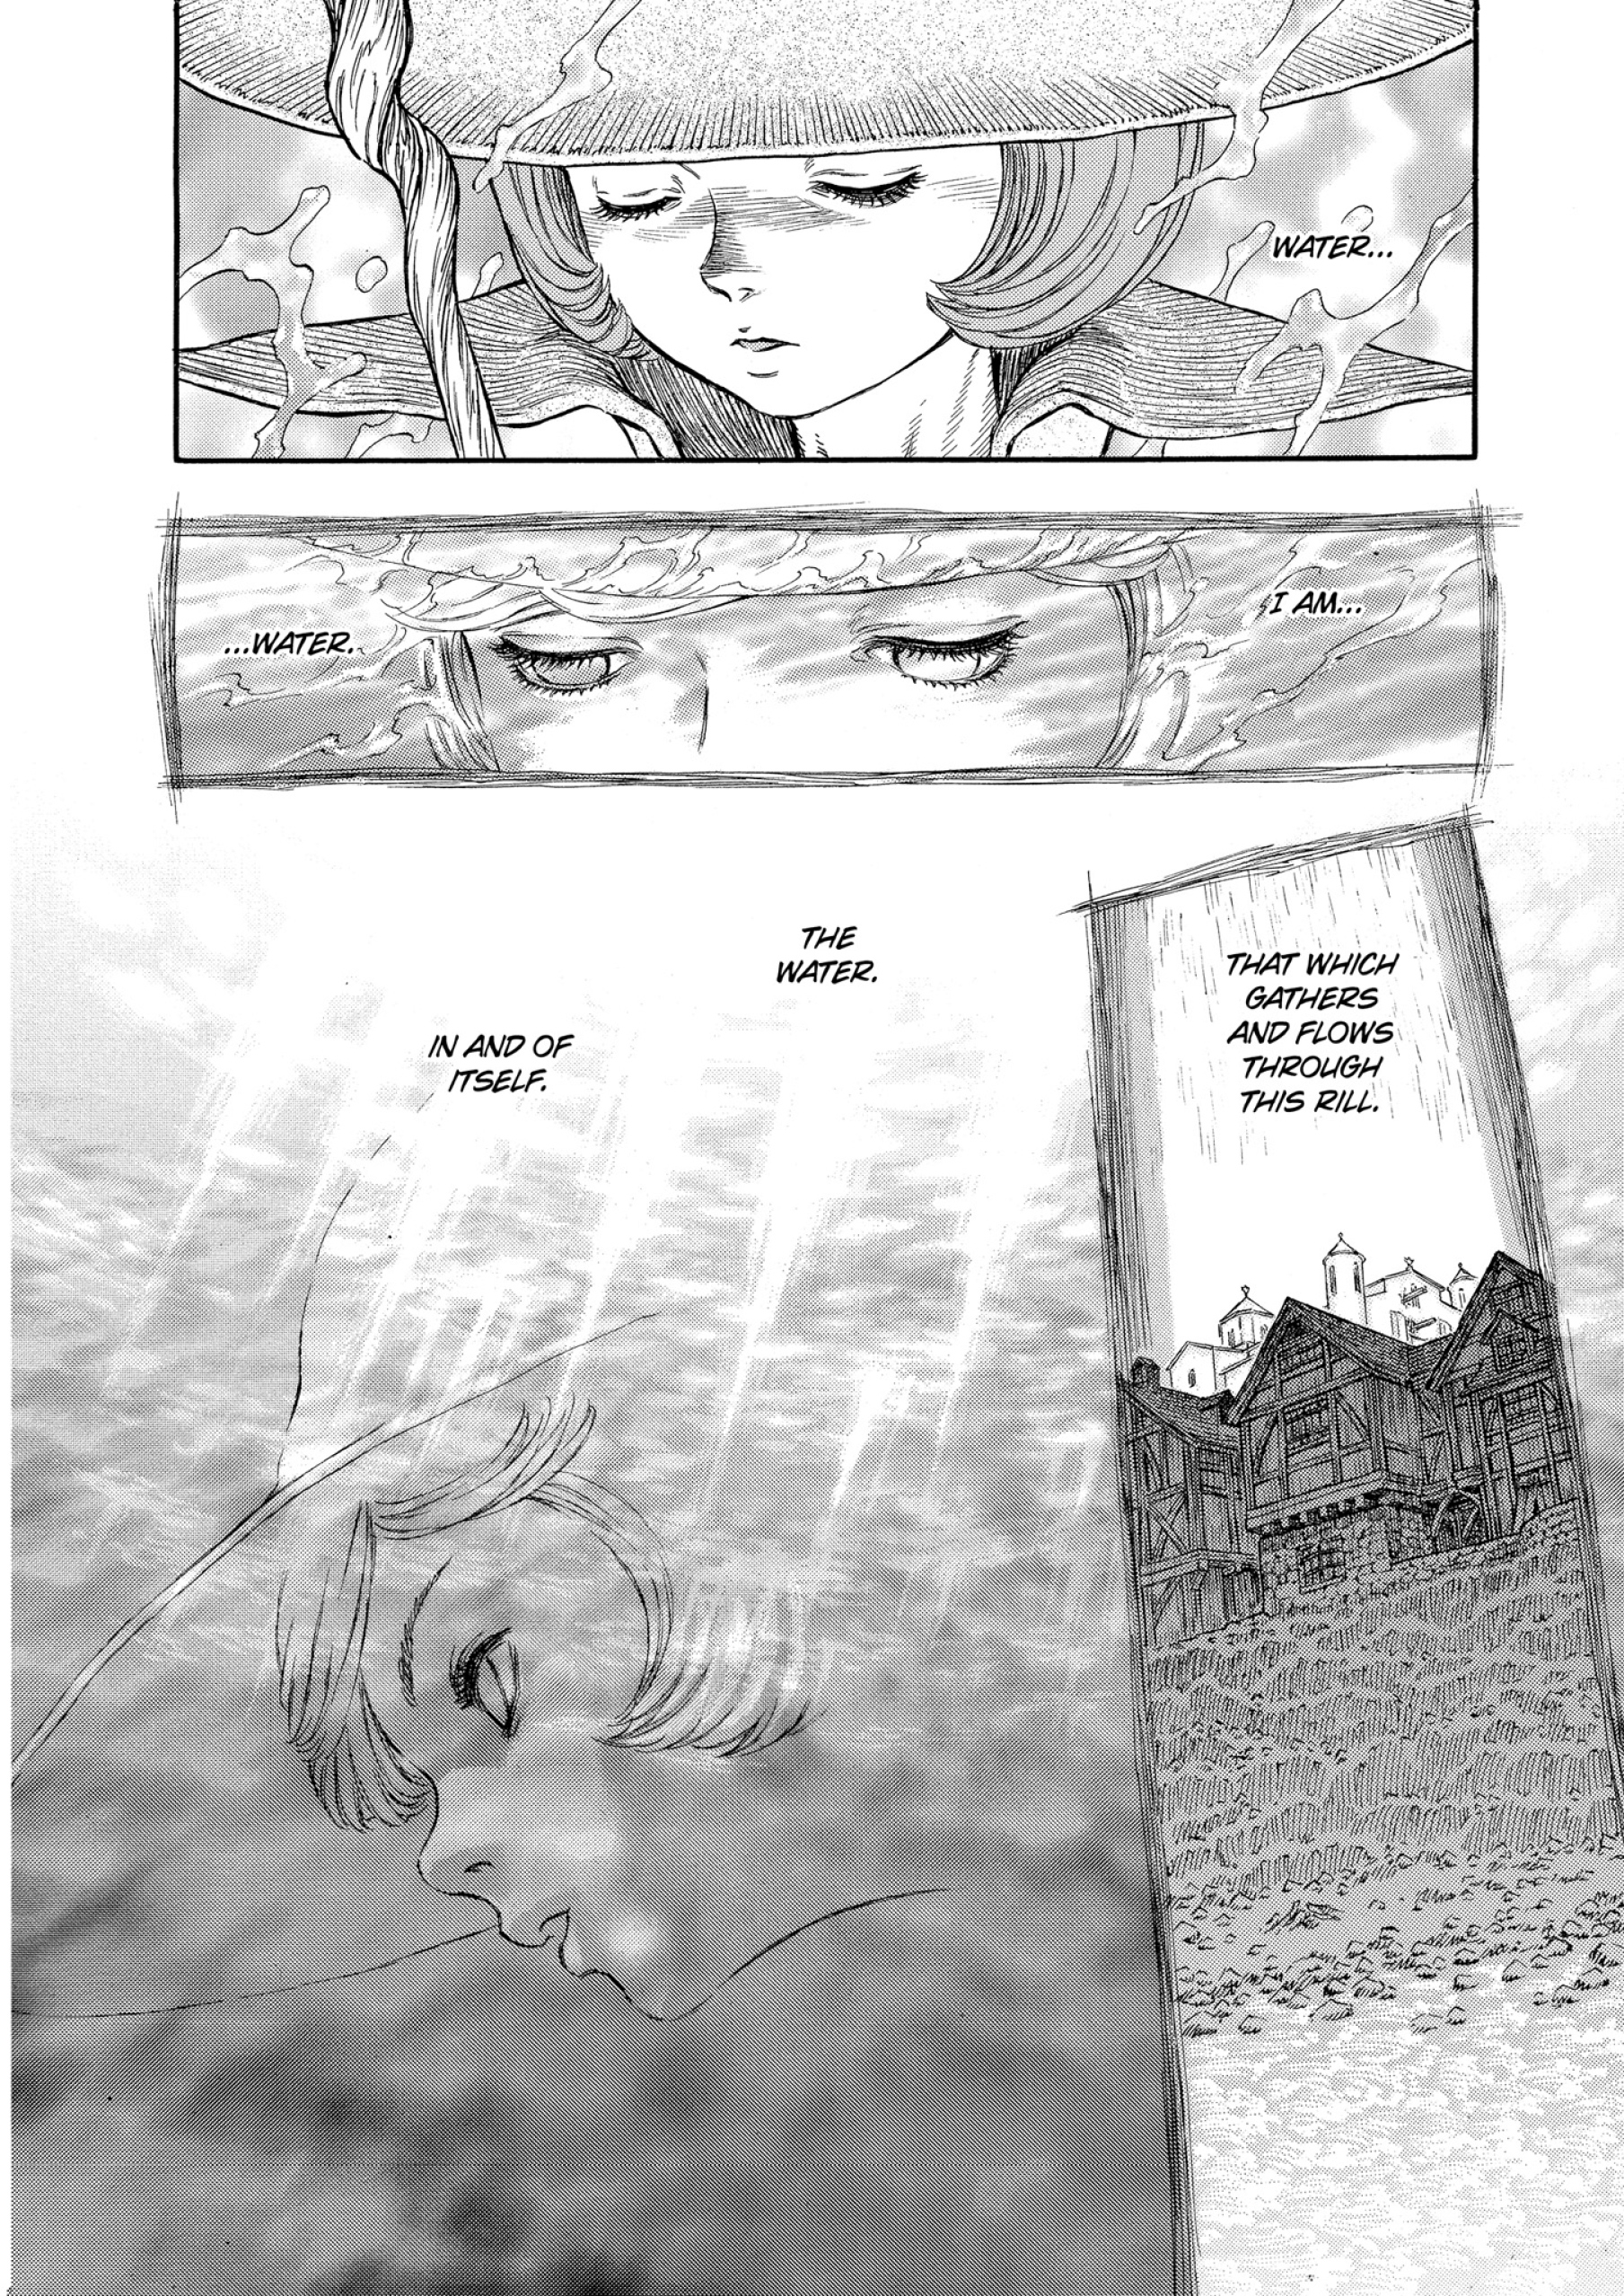 WATER...
I AM...
...WATER.
THAT WHICH
GATHERS
AND FLOWS
THROUGH
THIS RILL.
THE
WATER.
IN AND OF
ITSELF.